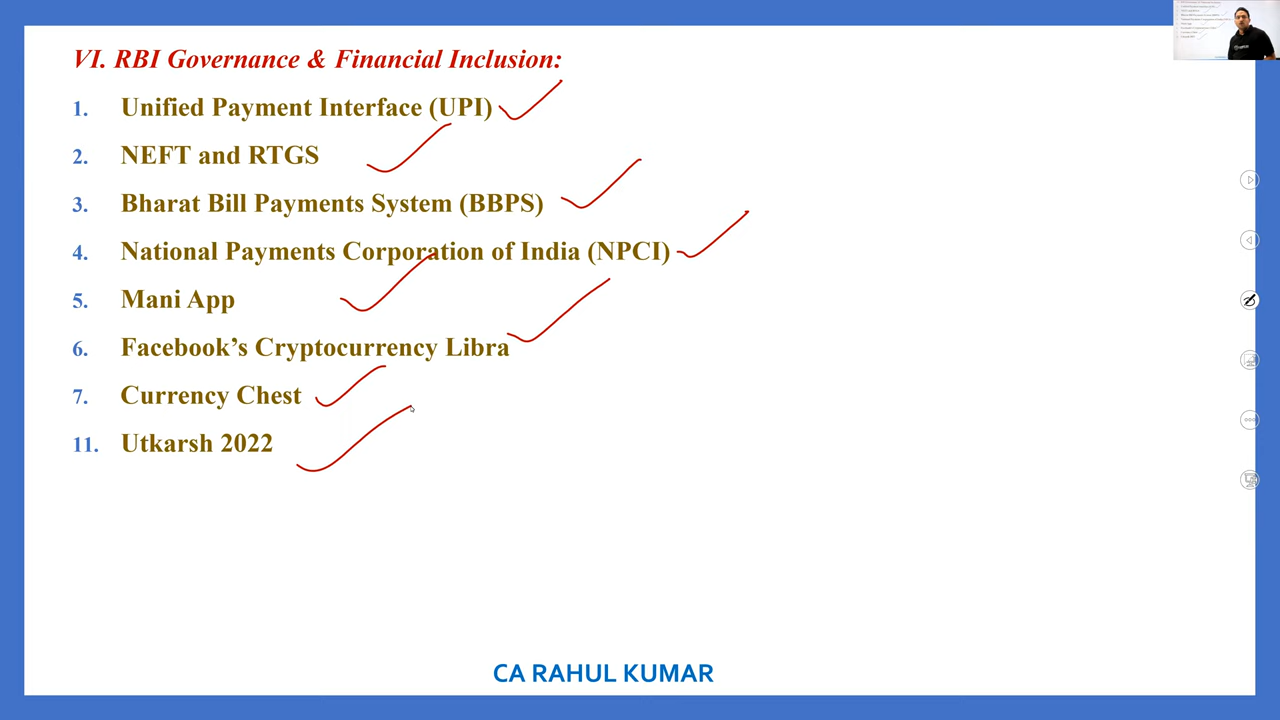 VI. RBI Governance & Financial Inclusion:
1. Unified Payment Interface (UPI)
2. NEFT and RTGS
3. Bharat Bill Payments System (BBPS)
4. National Payments Corporation of India (NPCI)
5. Mani App
6. Facebook’s Cryptocurrency Libra
7. Currency Chest
11. Utkarsh 2022
CA RAHUL KUMAR